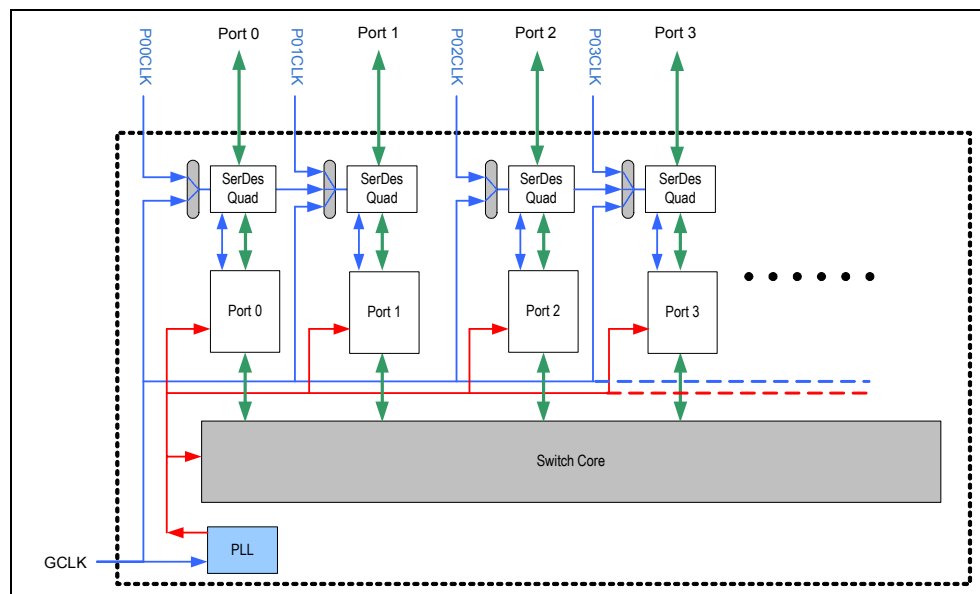 P00CLK
Port 0
P01CLK
Port 1
P02CLK
Port 2
P03CLK
Port 3
SerDes
Quad
SerDes
Quad
SerDes
Quad
SerDes
Quad
Port 0
Port 1
Port 2
Port 3
Switch Core
PLL
GCLK